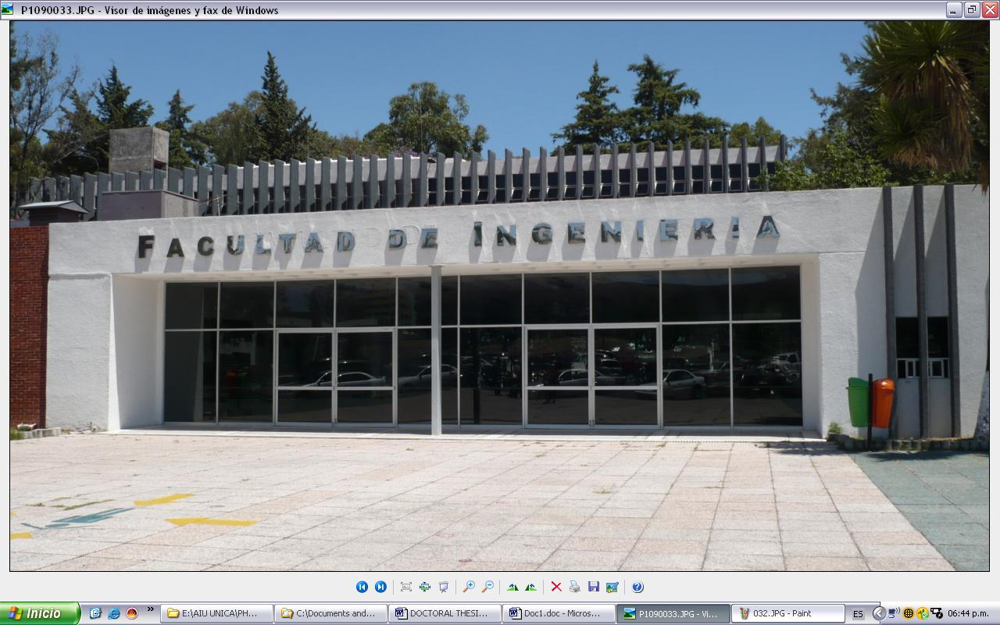 P1090033.JPG - Visor de imágenes y fax de Windows
FACULTAD DE INGENIERIA
Inicio
»
E:\AIU UNICA\PH...
C:\Documents and...
DOCTORAL THESI...
Doc1.doc - Micros...
P1090033.JPG - Vi...
032.JPG - Paint
ES
06:44 p.m.